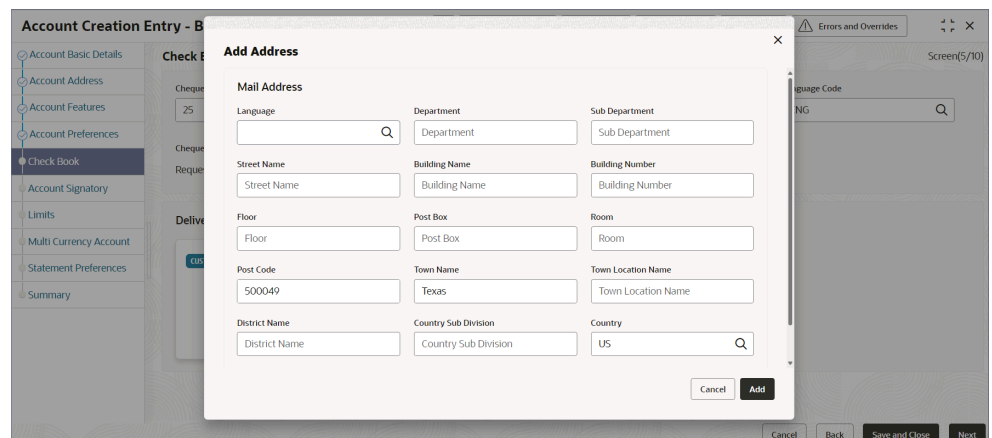 Account Creation Entry - B
Errors and Overrides
Account Basic Details
Account Address
Account Features
Account Preferences
Check Book
Account Signatory
Limits
Multi Currency Account
Statement Preferences
Summary
Check B
Screen(5/10)
Cheque
25
nguage Code
NG
Cheque
Reque
Delive
CUS
Add Address
Mail Address
Language Department Sub Department
Department Sub Department
Street Name Building Name Building Number
Street Name Building Name Building Number
Floor Post Box Room
Floor Post Box Room
Post Code Town Name Town Location Name
500049 Texas Town Location Name
District Name Country Sub Division Country
District Name Country Sub Division US
Cancel Add
Cancel Back Save and Close Next